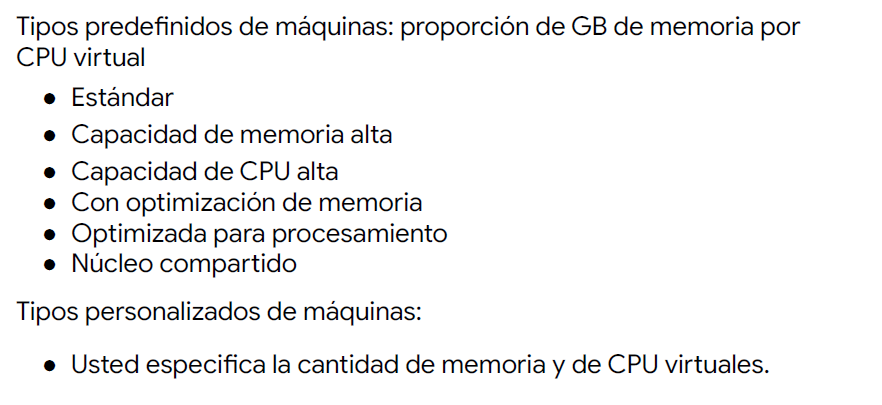 Tipos predefinidos de máquinas: proporción de GB de memoria por
CPU virtual
● Estándar
● Capacidad de memoria alta
● Capacidad de CPU alta
● Con optimización de memoria
● Optimizada para procesamiento
● Núcleo compartido
Tipos personalizados de máquinas:
● Usted especifica la cantidad de memoria y de CPU virtuales.